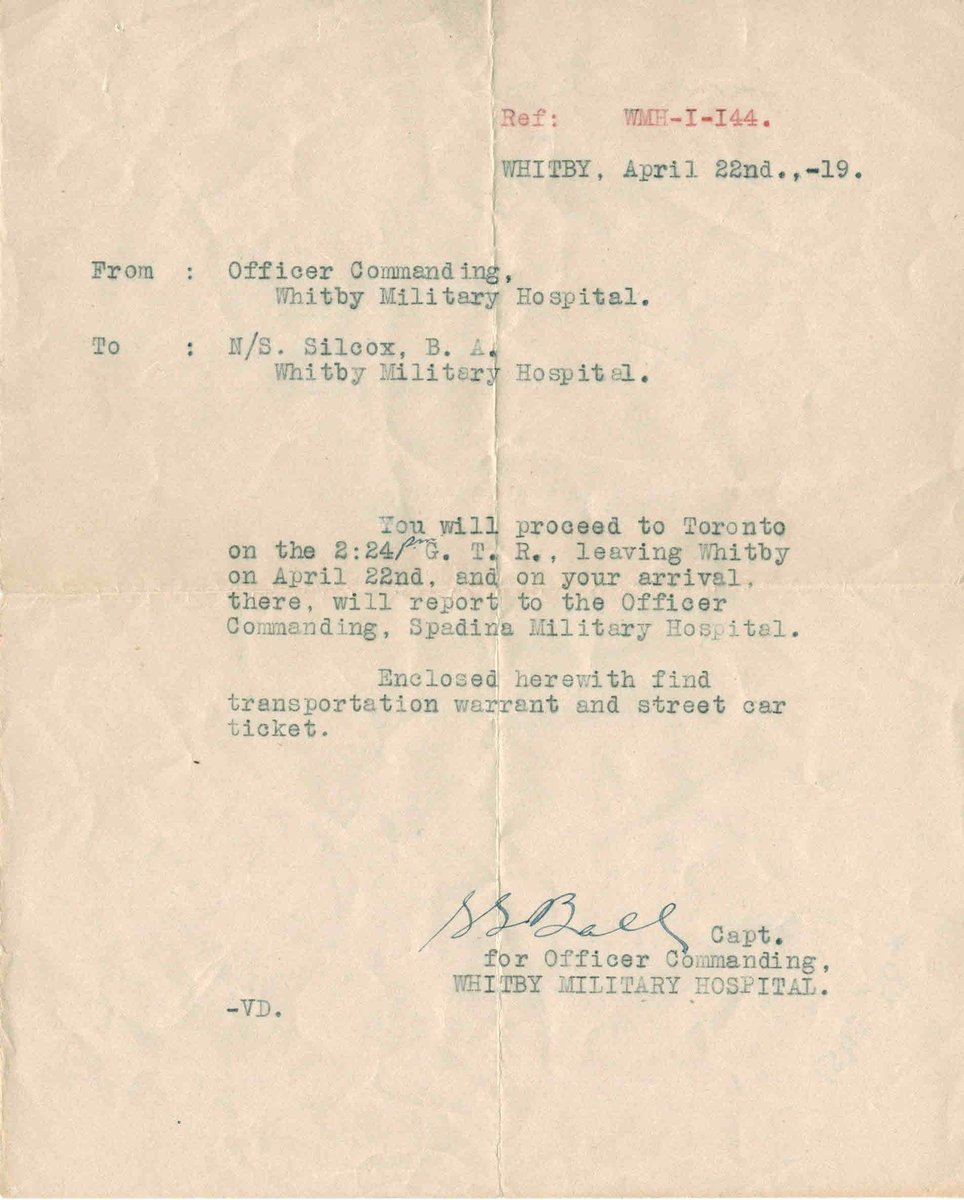 Ref: WMH-I-I44.
WHITBY, April 22nd.,-19.
From : Officer Commanding,
Whitby Military Hospital.
To : N/S. Silcox, B. A.
Whitby Military Hospital.
You will proceed to Toronto
on the 2:24 pm G. T. R., leaving Whitby
on April 22nd, and on your arrival,
there, will report to the Officer
Commanding, Spadina Military Hospital.
Enclosed herewith find
transportation warrant and street car
ticket.
Ball Capt.
for Officer Commanding,
WHITBY MILITARY HOSPITAL.
-VD.